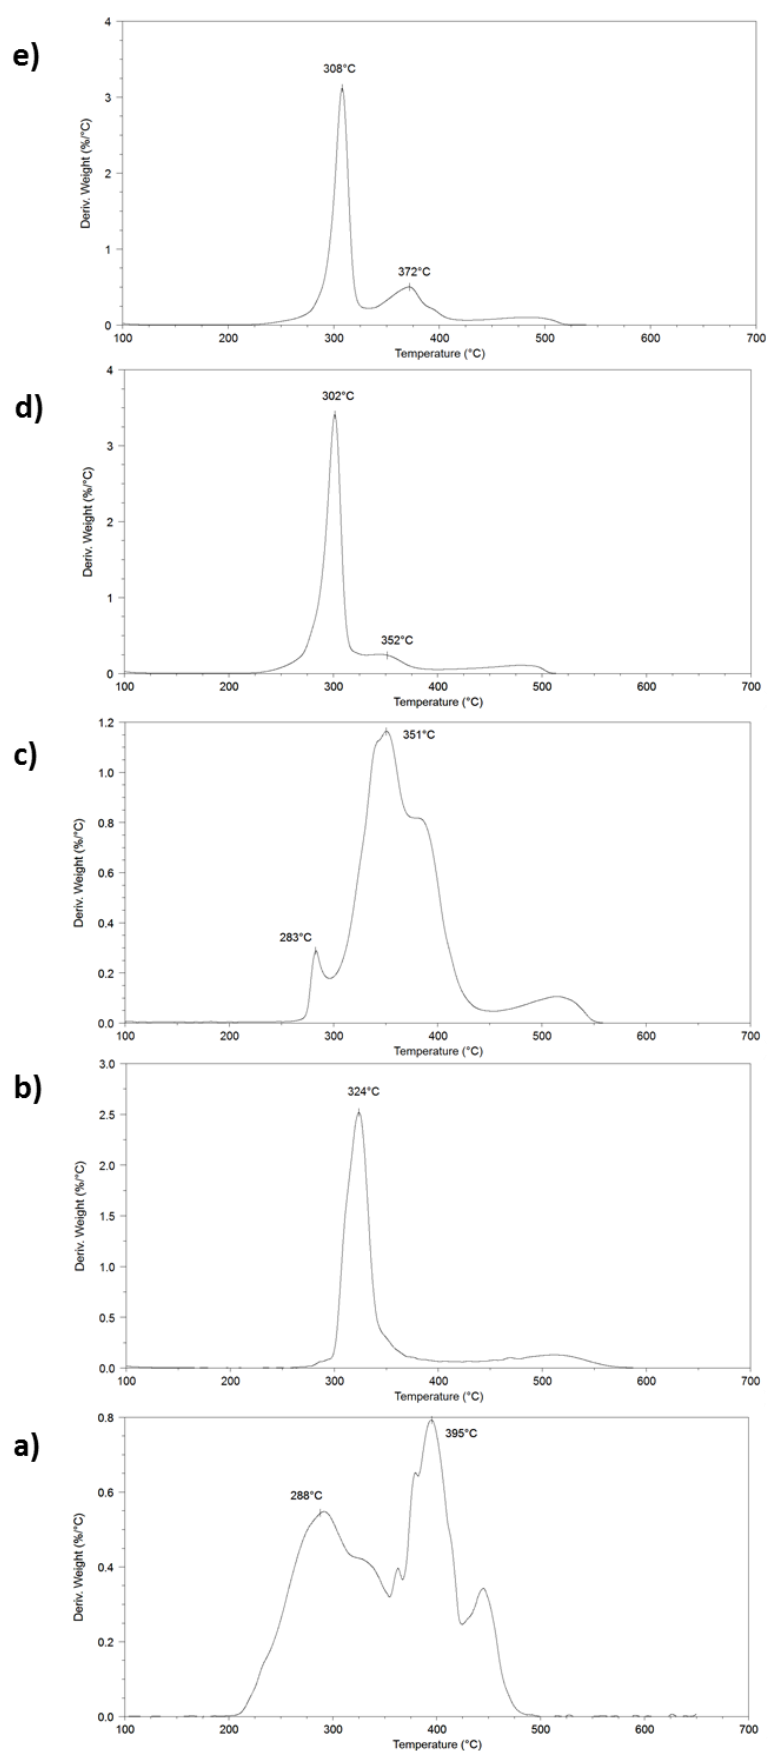 e)
4
308°C
3
Deriv. Weight (%/°C)
2
372°C
1
0
100 200 300 400 500 600 700
Temperature (°C)
d)
4
302°C
3
Deriv. Weight (%/°C)
2
352°C
1
0
100 200 300 400 500 600 700
Temperature (°C)
c)
1.2
351°C
1.0
0.8
Deriv. Weight (%/°C)
0.6
0.4
283°C
0.2
0.0
100 200 300 400 500 600 700
Temperature (°C)
b)
3.0
324°C
2.5
2.0
Deriv. Weight (%/°C)
1.5
1.0
0.5
0.0
100 200 300 400 500 600 700
Temperature (°C)
a)
0.8
395°C
0.6
288°C
Deriv. Weight (%/°C)
0.4
0.2
0.0
100 200 300 400 500 600 700
Temperature (°C)